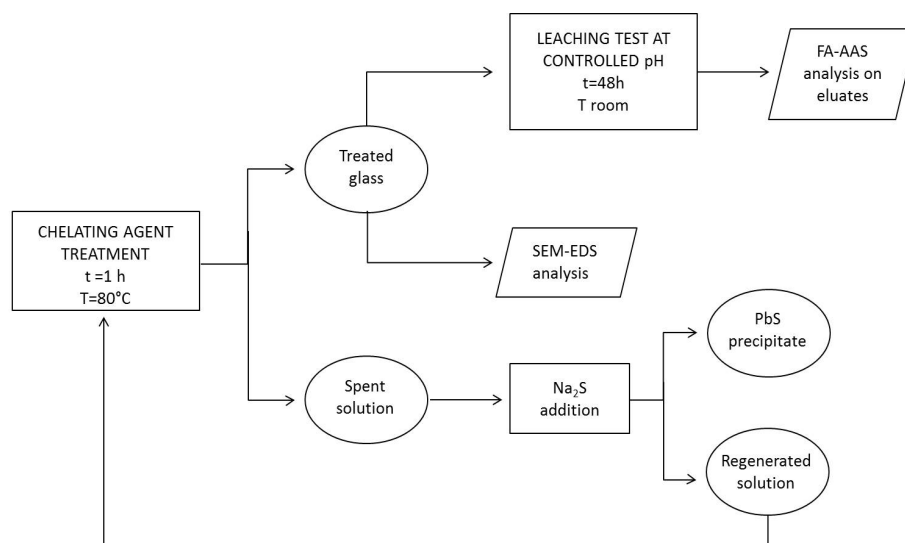 LEACHING TEST AT
CONTROLLED pH
t=48h
T room
FA-AAS
analysis on
eluates
Treated
glass
CHELATING AGENT
TREATMENT
t =1 h
T=80°C
SEM-EDS
analysis
PbS
precipitate
Spent
solution
Na₂S
addition
Regenerated
solution